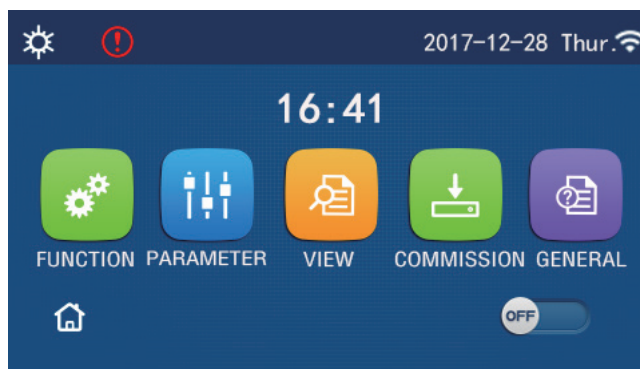 2017-12-28 Thur.
16:41
FUNCTION PARAMETER VIEW COMMISSION GENERAL
OFF